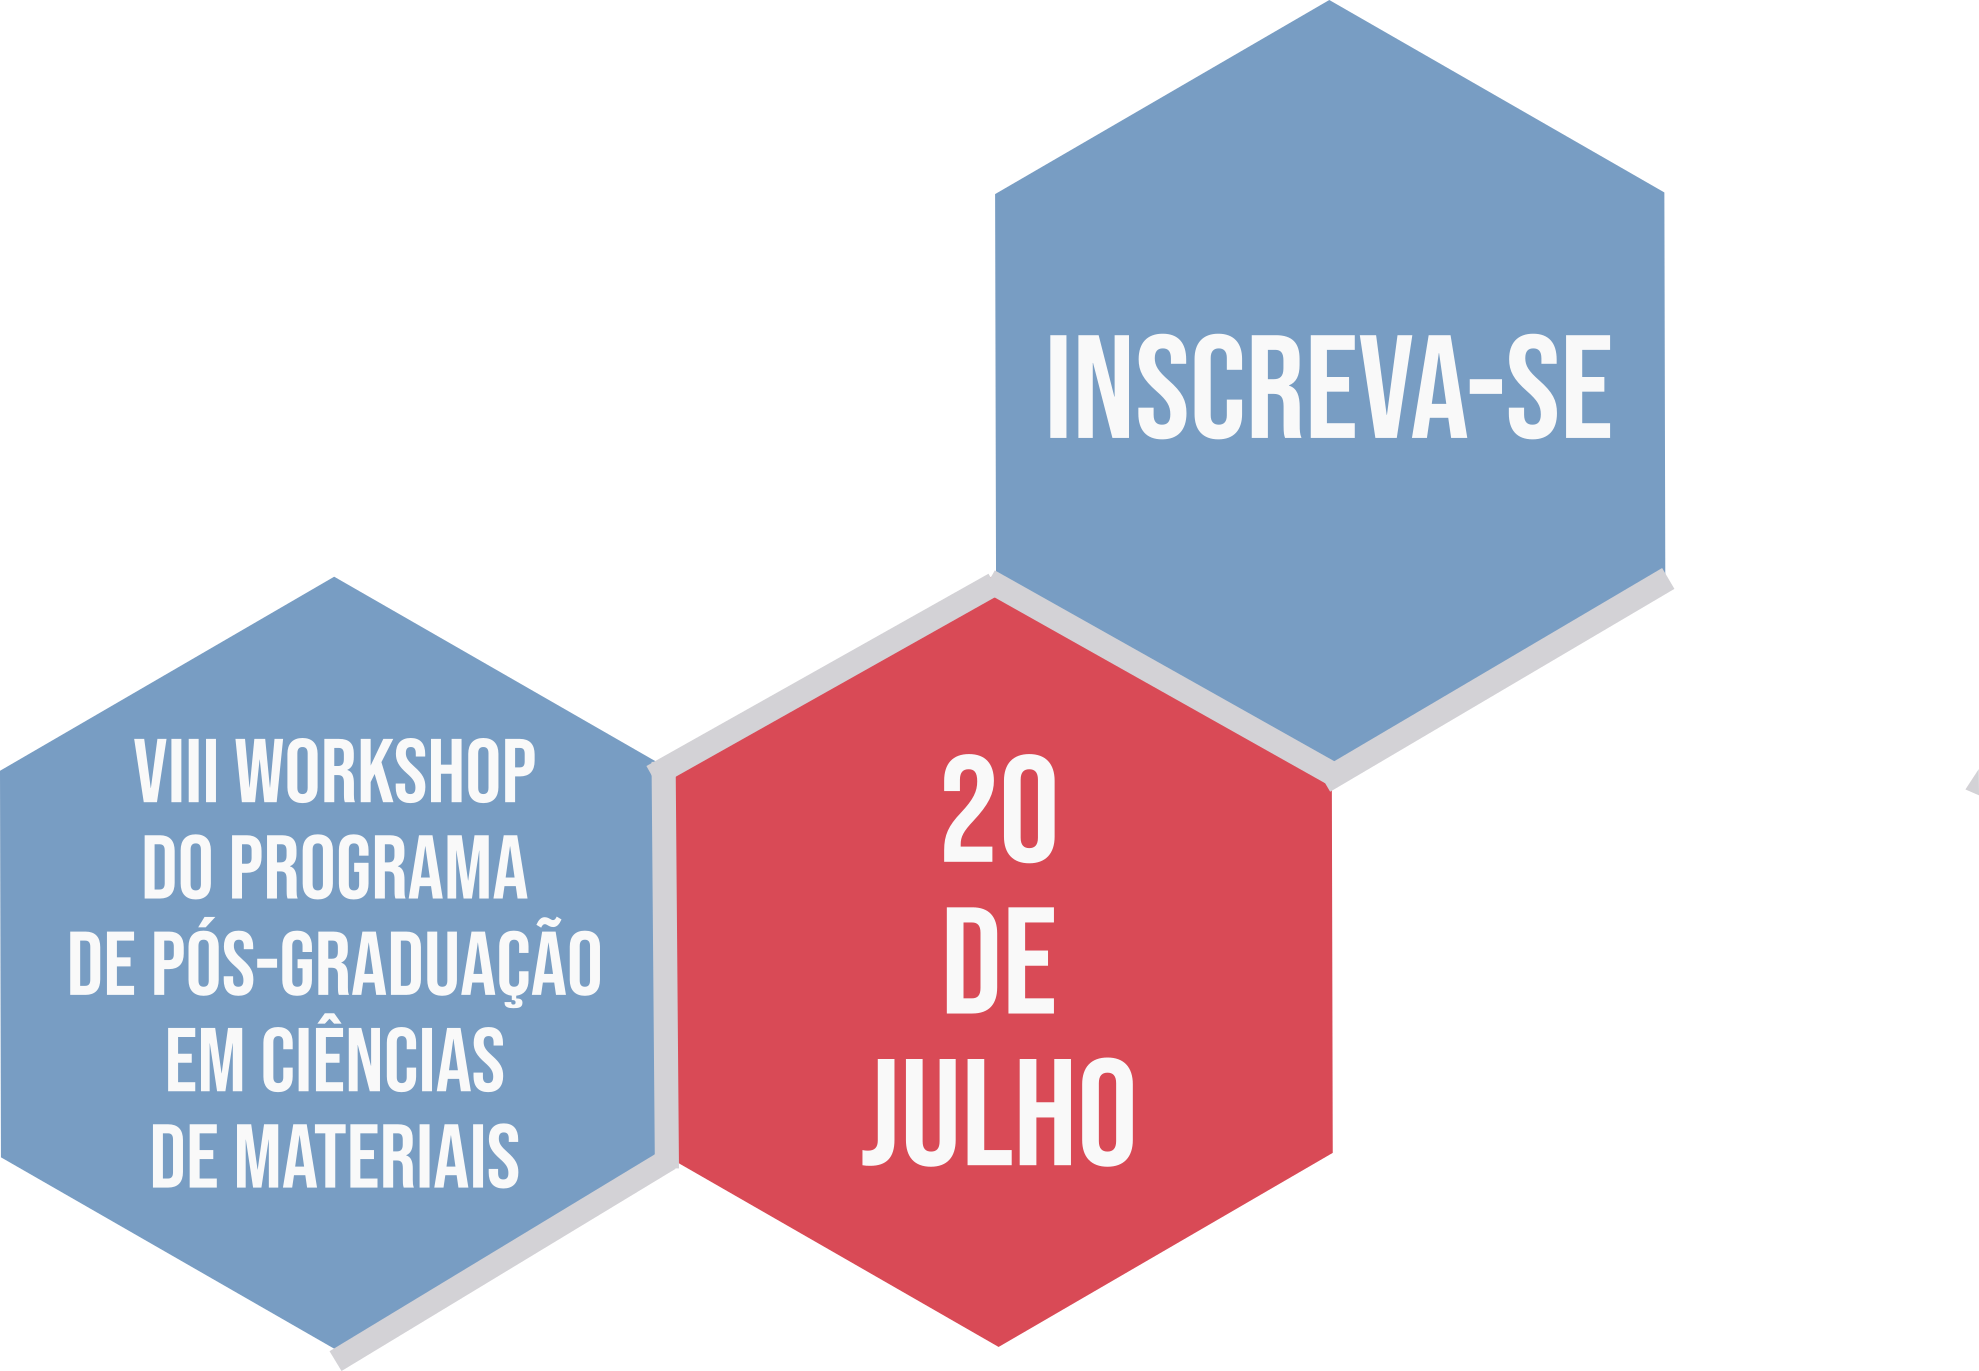 INSCREVA-SE
VIII WORKSHOP
DO PROGRAMA
DE PÓS-GRADUAÇÃO
EM CIÊNCIAS
DE MATERIAIS
20
DE
JULHO